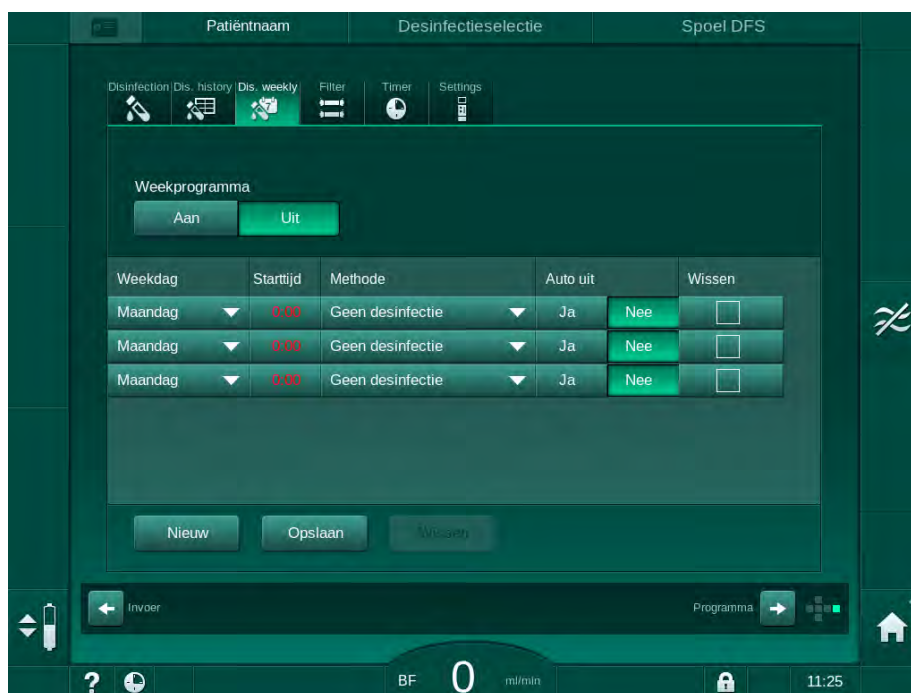 Patiëntnaam Desinfectieselectie Spoel DFS
Disinfection Dis. history Dis. weekly Filter Timer Settings
Weekprogramma
Aan Uit
Weekdag Starttijd Methode Auto uit Wissen
Maandag 0:00 Geen desinfectie Ja Nee
Maandag 0:00 Geen desinfectie Ja Nee
Maandag 0:00 Geen desinfectie Ja Nee
Nieuw Opslaan Wissen
Invoer Programma
? BF 0 ml/min 11:25